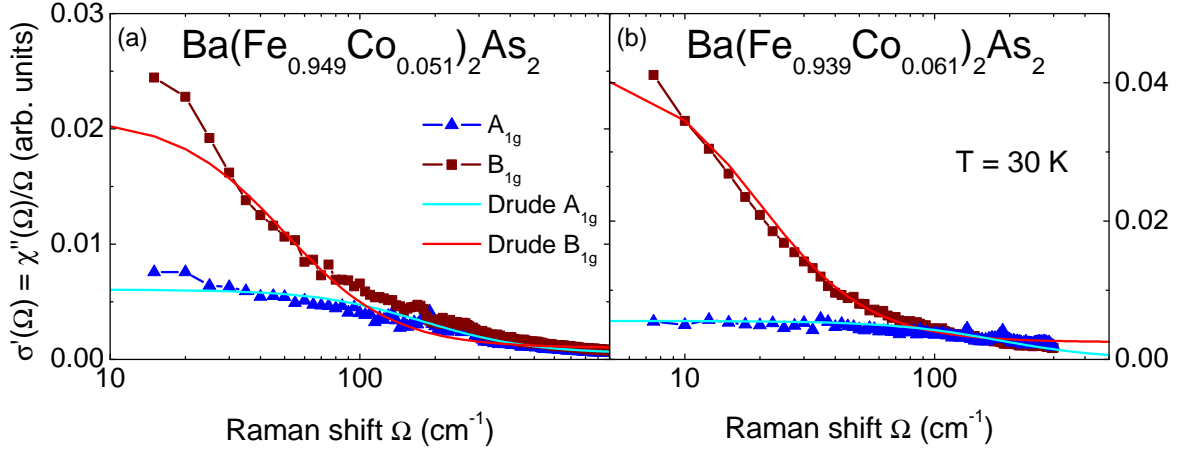 (a) Ba(Fe0.949Co0.051)2As2
(b) Ba(Fe0.939Co0.061)2As2
σ'(Ω) = χ''(Ω)/Ω (arb. units)
0.03
0.02
0.01
0.00
A1g
B1g
Drude A1g
Drude B1g
T = 30 K
0.04
0.02
0.00
10 100
10 100
Raman shift Ω (cm-1)
Raman shift Ω (cm-1)